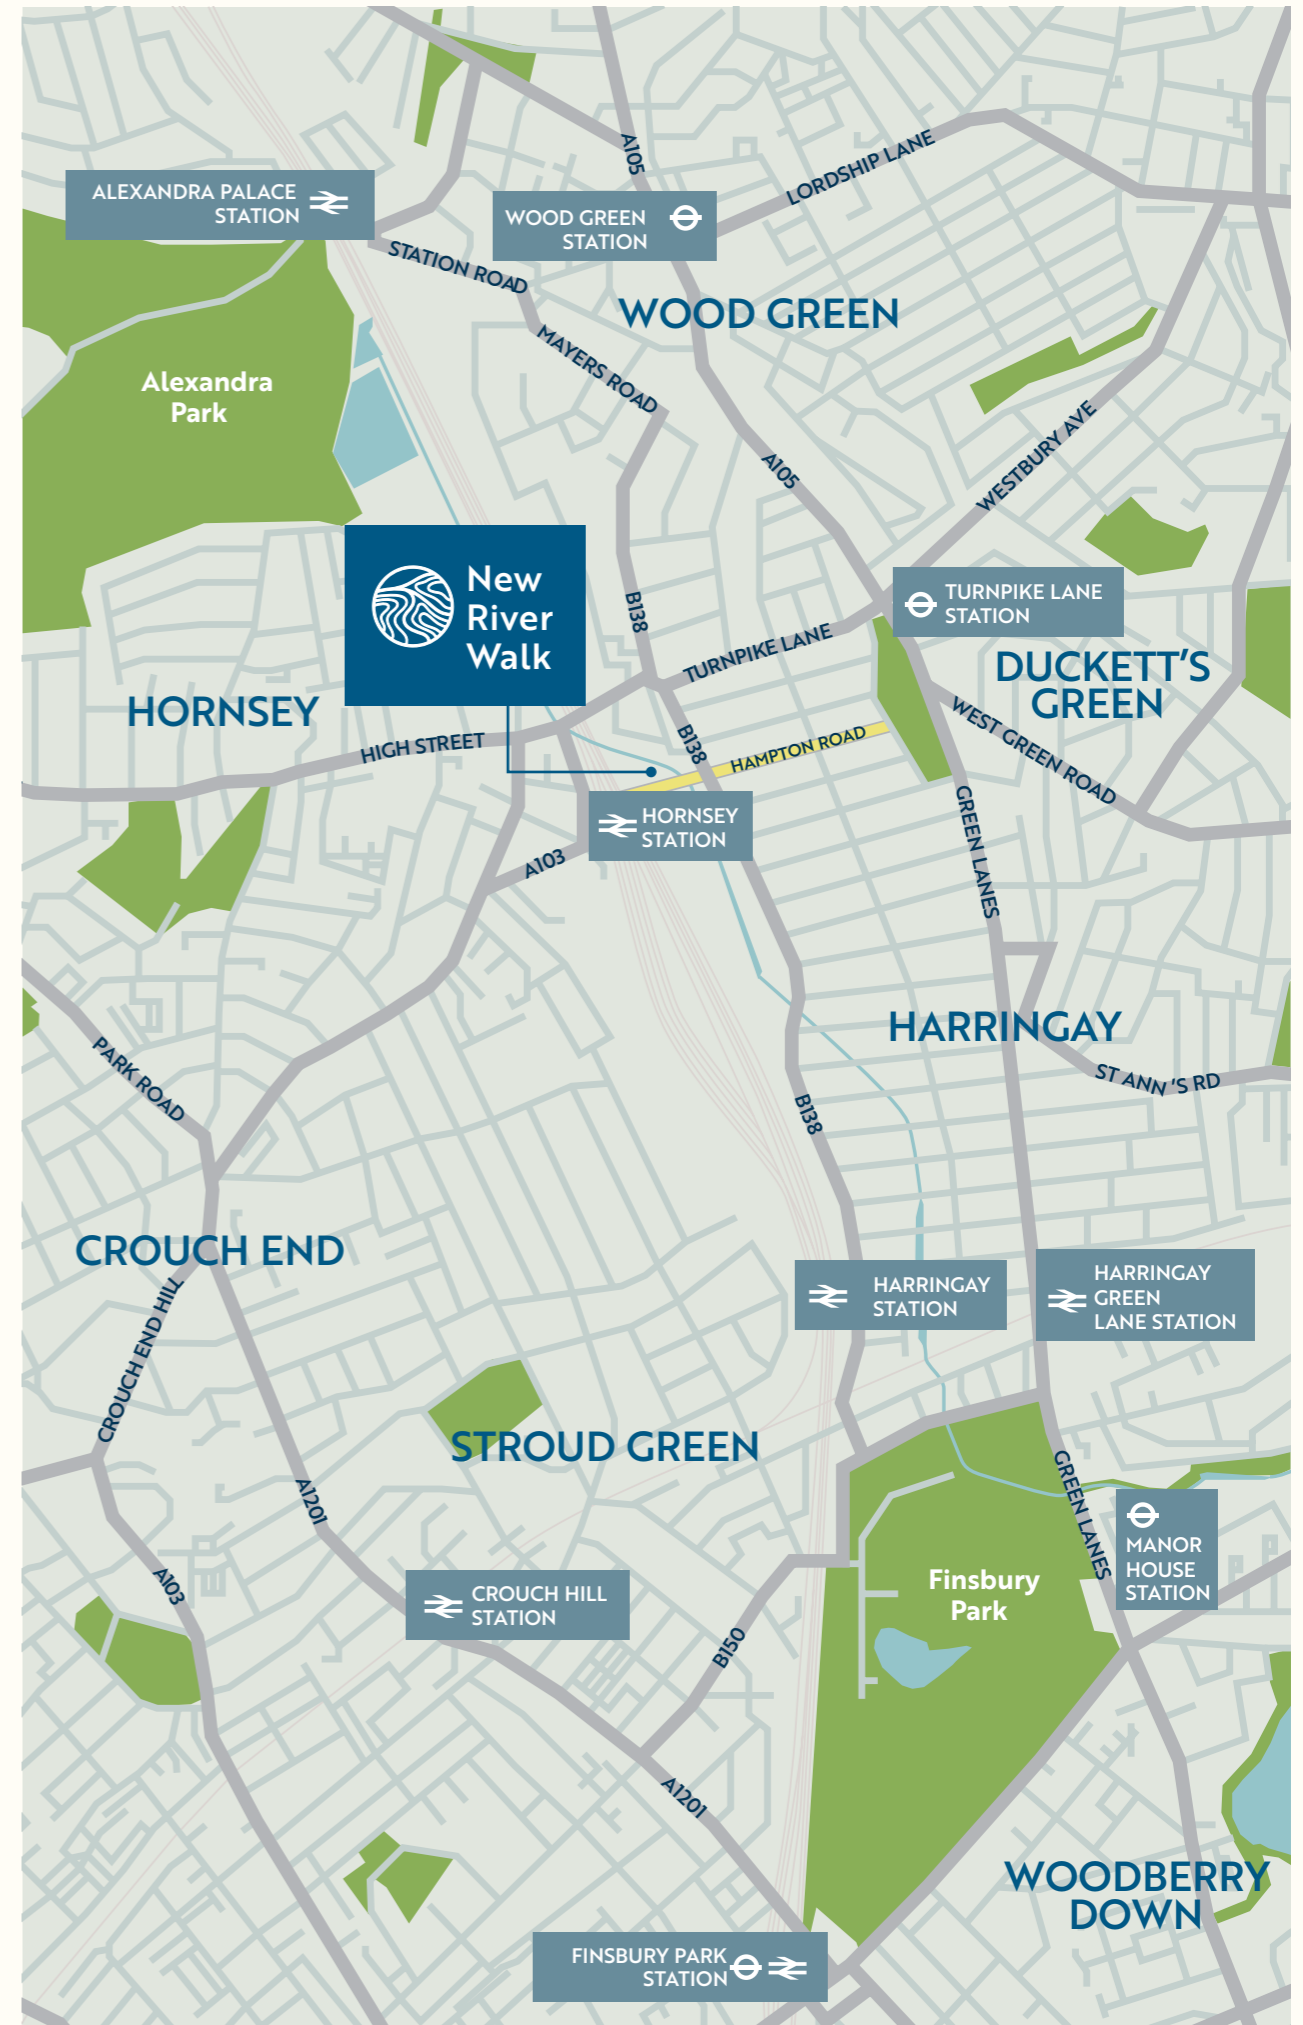 A105
LORDSHIP LANE
ALEXANDRA PALACE
STATION
WOOD GREEN
STATION
STATION ROAD
WOOD GREEN
MAYERS ROAD
Alexandra
Park
WESTBURY AVE
A105
New
River
Walk
B138
TURNPIKE LANE
STATION
TURNPIKE LANE
DUCKETT'S
GREEN
HORNSEY
HIGH STREET
B138
HAMPTON ROAD
WEST GREEN ROAD
HORNSEY
STATION
GREEN LANES
A103
HARRINGAY
PARK ROAD
ST ANN 'S RD
B138
CROUCH END
HARRINGAY
STATION
HARRINGAY
GREEN
LANE STATION
CROUCH END HILL
STROUD GREEN
A1201
GREEN LANES
MANOR
HOUSE
STATION
A103
Finsbury
Park
CROUCH HILL
STATION
B150
A1201
WOODBERRY
DOWN
FINSBURY PARK
STATION